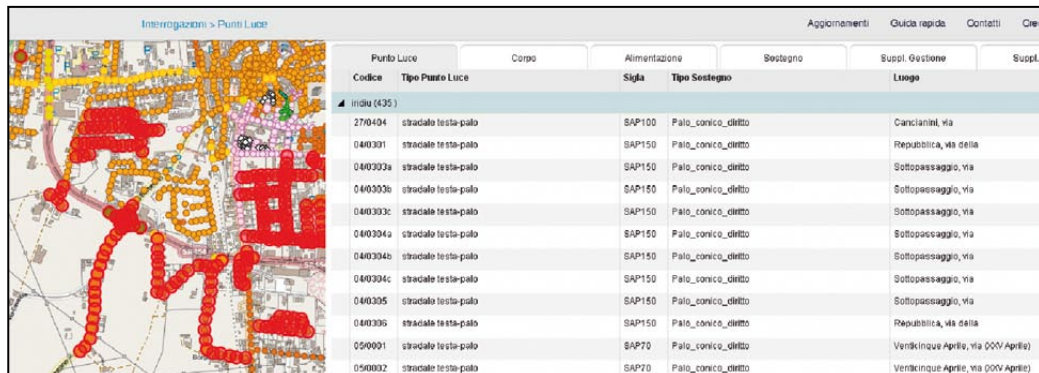 Interrogazioni > Punti Luce
Aggiornamenti Guida rapida Contatti Cre
Punto Luce Corpo Alimentazione Sostegno Suppl. Gestione Suppl.
Codice Tipo Punto Luce Sigla Tipo Sostegno Luogo
indiu (435)
27/0404 stradale testa-palo SAP100 Palo_conico_diritto Cancianini, via
04/0301 stradale testa-palo SAP150 Palo_conico_diritto Repubblica, via della
04/0303a stradale testa-palo SAP150 Palo_conico_diritto Sottopassaggio, via
04/0303b stradale testa-palo SAP150 Palo_conico_diritto Sottopassaggio, via
04/0303c stradale testa-palo SAP150 Palo_conico_diritto Sottopassaggio, via
04/0304a stradale testa-palo SAP150 Palo_conico_diritto Sottopassaggio, via
04/0304b stradale testa-palo SAP150 Palo_conico_diritto Sottopassaggio, via
04/0304c stradale testa-palo SAP150 Palo_conico_diritto Sottopassaggio, via
04/0305 stradale testa-palo SAP150 Palo_conico_diritto Sottopassaggio, via
04/0306 stradale testa-palo SAP150 Palo_conico_diritto Repubblica, via della
05/0001 stradale testa-palo SAP70 Palo_conico_diritto Venticinque Aprile, via (XXV Aprile)
05/0002 stradale testa-palo SAP70 Palo_conico_diritto Venticinque Aprile, via (XXV Aprile)